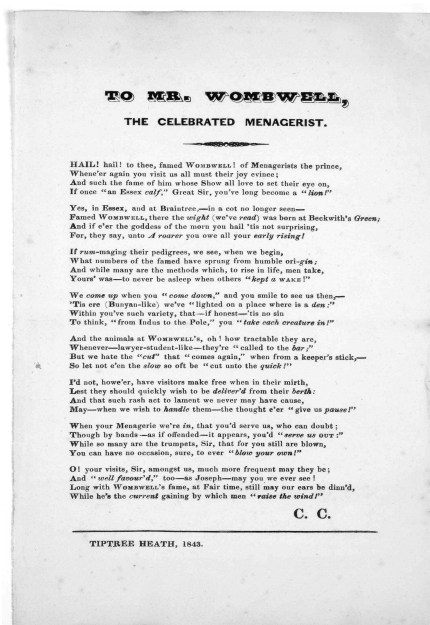 TO MR. WOMBWELL,
THE CELEBRATED MENAGERIST.
HAIL! hail! to thee, famed WOMBWELL! of Menagerists the prince,
Whene'er again you visit us all must their joy evince;
And such the fame of him whose Show all love to set their eye on,
If once "an Essex calf," Great Sir, you've long become a "lion!"
Yes, in Essex, and at Braintree,—in a cot no longer seen—
Famed WOMBWELL, there the wight (we've read) was born at Beckwith's Green;
And if e'er the goddess of the morn you hail 'tis not surprising,
For, they say, unto A roarer you owe all your early rising!
If rum-maging their pedigrees, we see, when we begin,
What numbers of the famed have sprung from humble ori-gin;
And while many are the methods which, to rise in life, men take,
Yours' was—to never be asleep when others "kept a WAKE!"
We come up when you "come down," and you smile to see us then,—
'Tis ere (Bunyan-like) we've "lighted on a place where is a den:"
Within you've such variety, that—if honest—'tis no sin
To think, "from Indus to the Pole," you "take each creature in!"
And the animals at WOMBWELL'S, oh! how tractable they are,
Whenever—lawyer-student-like—they're "called to the bar;"
But we hate the "cut" that "comes again," when from a keeper's stick,—
So let not e'en the slow so oft be "cut unto the quick!"
I'd not, howe'er, have visitors make free when in their mirth,
Lest they should quickly wish to be deliver'd from their berth:
And that such rash act to lament we never may have cause,
May—when we wish to handle them—the thought e'er "give us pause!"
When your Menagerie we're in, that you'd serve us, who can doubt;
Though by bands—as if offended—it appears, you'd "serve us OUT:"
While so many are the trumpets, Sir, that for you still are blown,
You can have no occasion, sure, to ever "blow your own!"
O! your visits, Sir, amongst us, much more frequent may they be;
And "well favour'd," too—as Joseph—may you we ever see!
Long with WOMBWELL'S fame, at Fair time, still may our ears be dinn'd,
While he's the current gaining by which men "raise the wind!"
C. C.
TIPTREE HEATH, 1843.